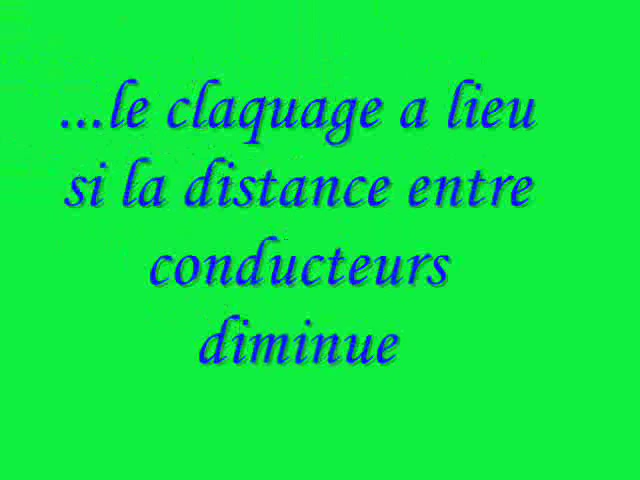 ...le claquage a lieu
si la distance entre
conducteurs
diminue